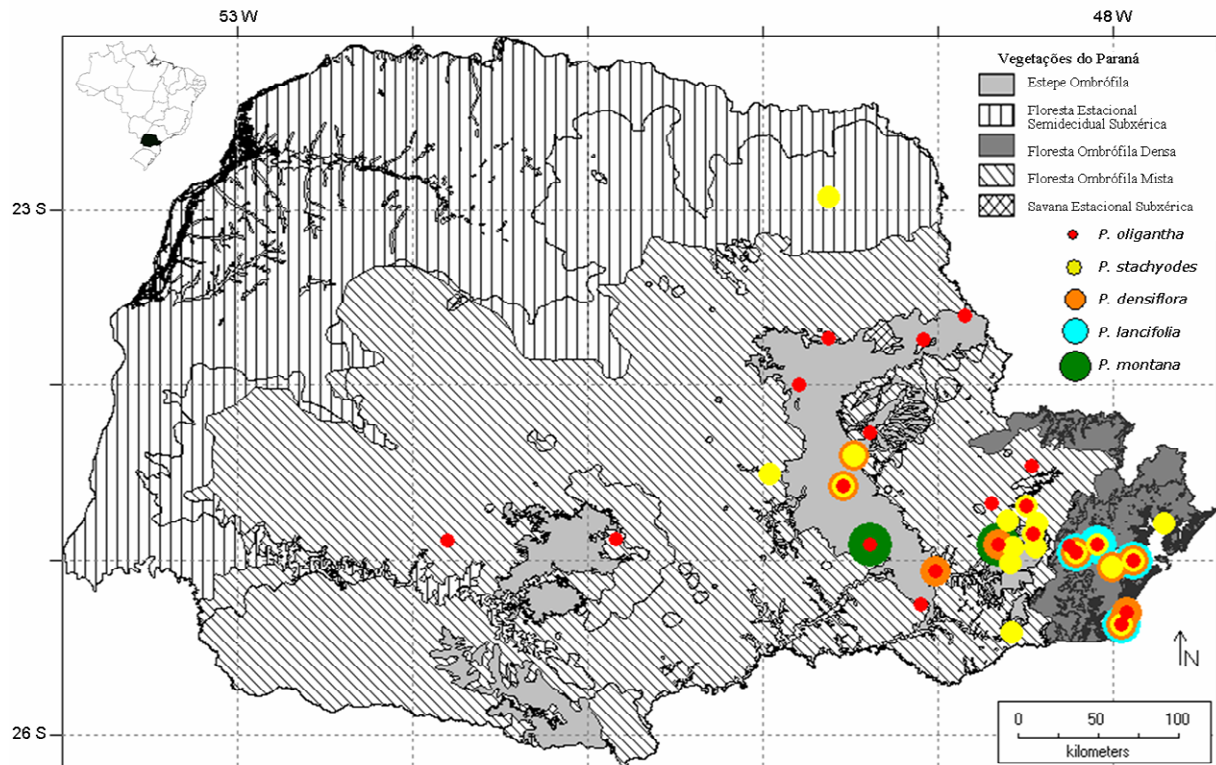 53 W
48 W
Vegetações do Paraná
Estepe Ombrófila
Floresta Estacional
Semidecidual Subxérica
Floresta Ombrófila Densa
Floresta Ombrófila Mista
Savana Estacional Subxérica
23 S
P. oligantha
P. stachyodes
P. densiflora
P. lancifolia
P. montana
N
26 S
0 50 100
kilometers